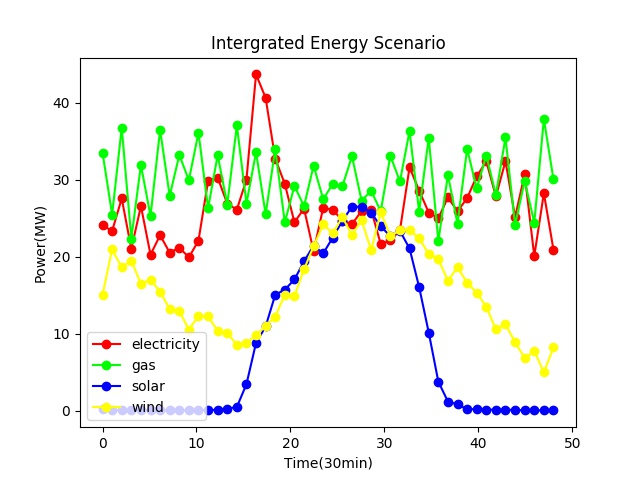 Intergrated Energy Scenario
Power(MW)
40
30
20
10
0
electricity
gas
solar
wind
0 10 20 30 40 50
Time(30min)